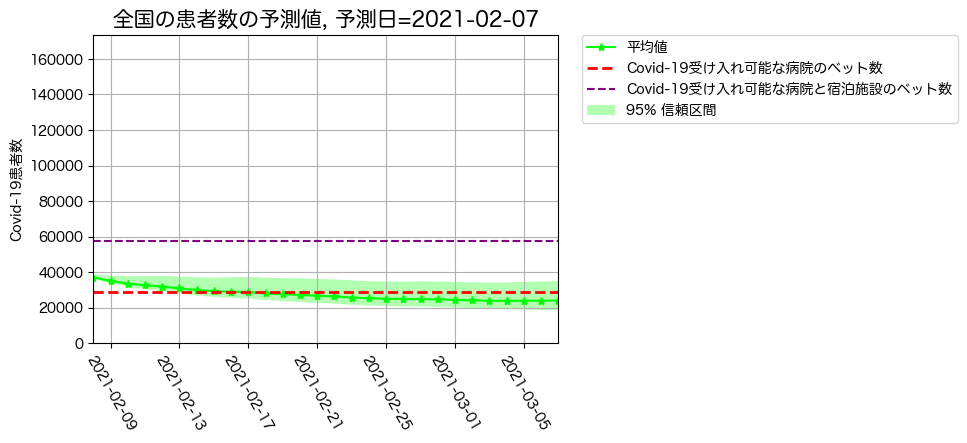 全国の患者数の予測値, 予測日=2021-02-07
平均値
Covid-19受け入れ可能な病院のベット数
Covid-19受け入れ可能な病院と宿泊施設のベット数
95% 信頼区間
Covid-19患者数
160000
140000
120000
100000
80000
60000
40000
20000
0
2021-02-09
2021-02-13
2021-02-17
2021-02-21
2021-02-25
2021-03-01
2021-03-05